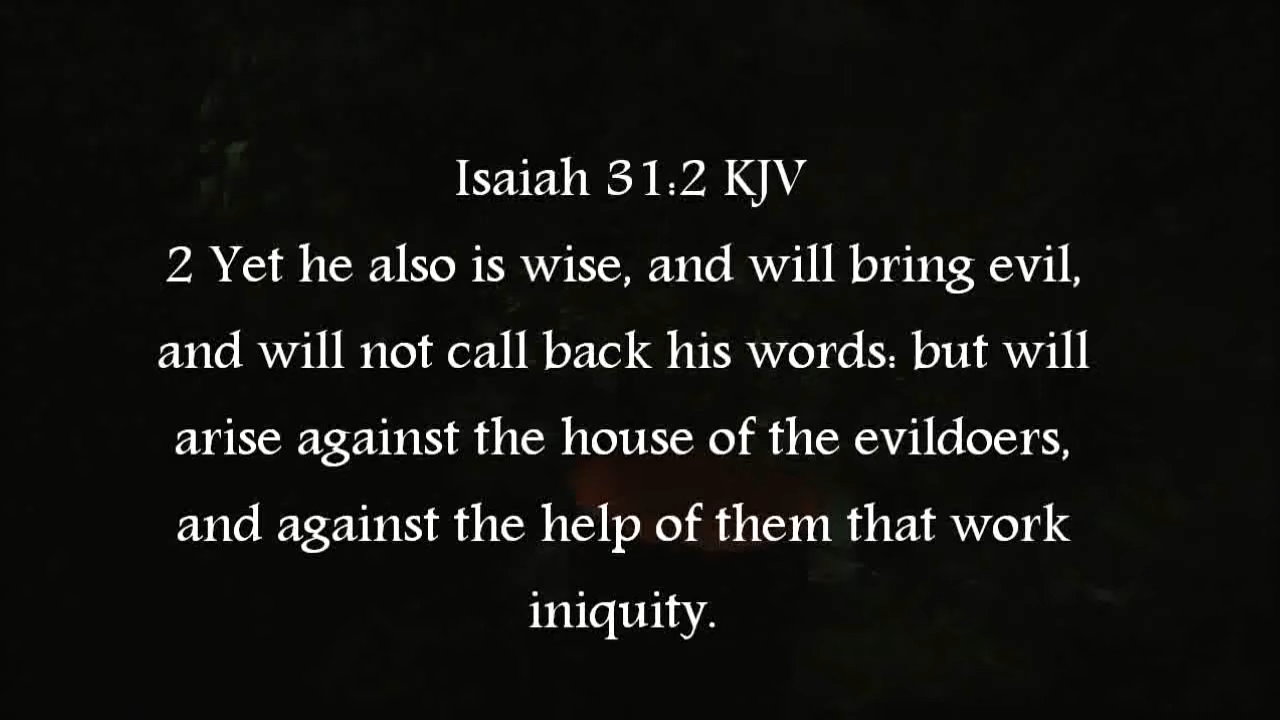 Isaiah 31:2 KJV
2 Yet he also is wise, and will bring evil,
and will not call back his words: but will
arise against the house of the evildoers,
and against the help of them that work
iniquity.